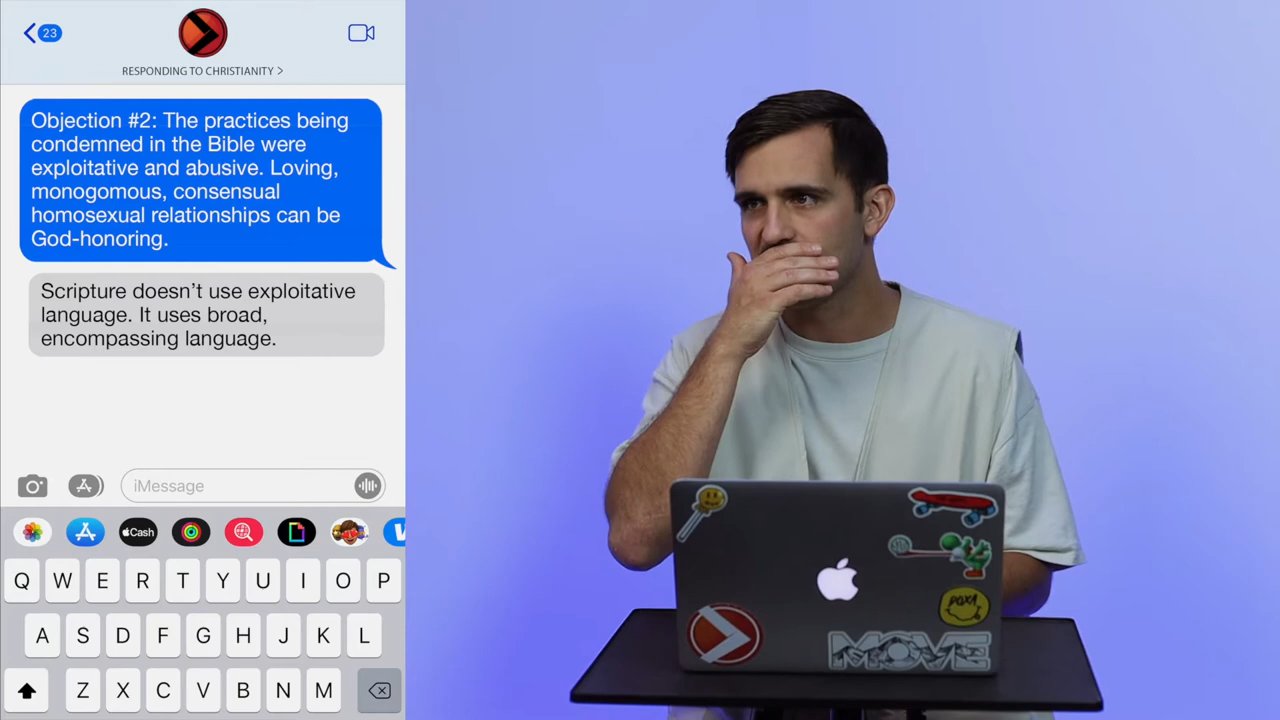 23
RESPONDING TO CHRISTIANITY >
Objection #2: The practices being
condemned in the Bible were
exploitative and abusive. Loving,
monogomous, consensual
homosexual relationships can be
God-honoring.
Scripture doesn't use exploitative
language. It uses broad,
encompassing language.
iMessage
Cash
Q W E R T Y U I O P
A S D F G H J K L
Z X C V B N M
POXA
MOVE